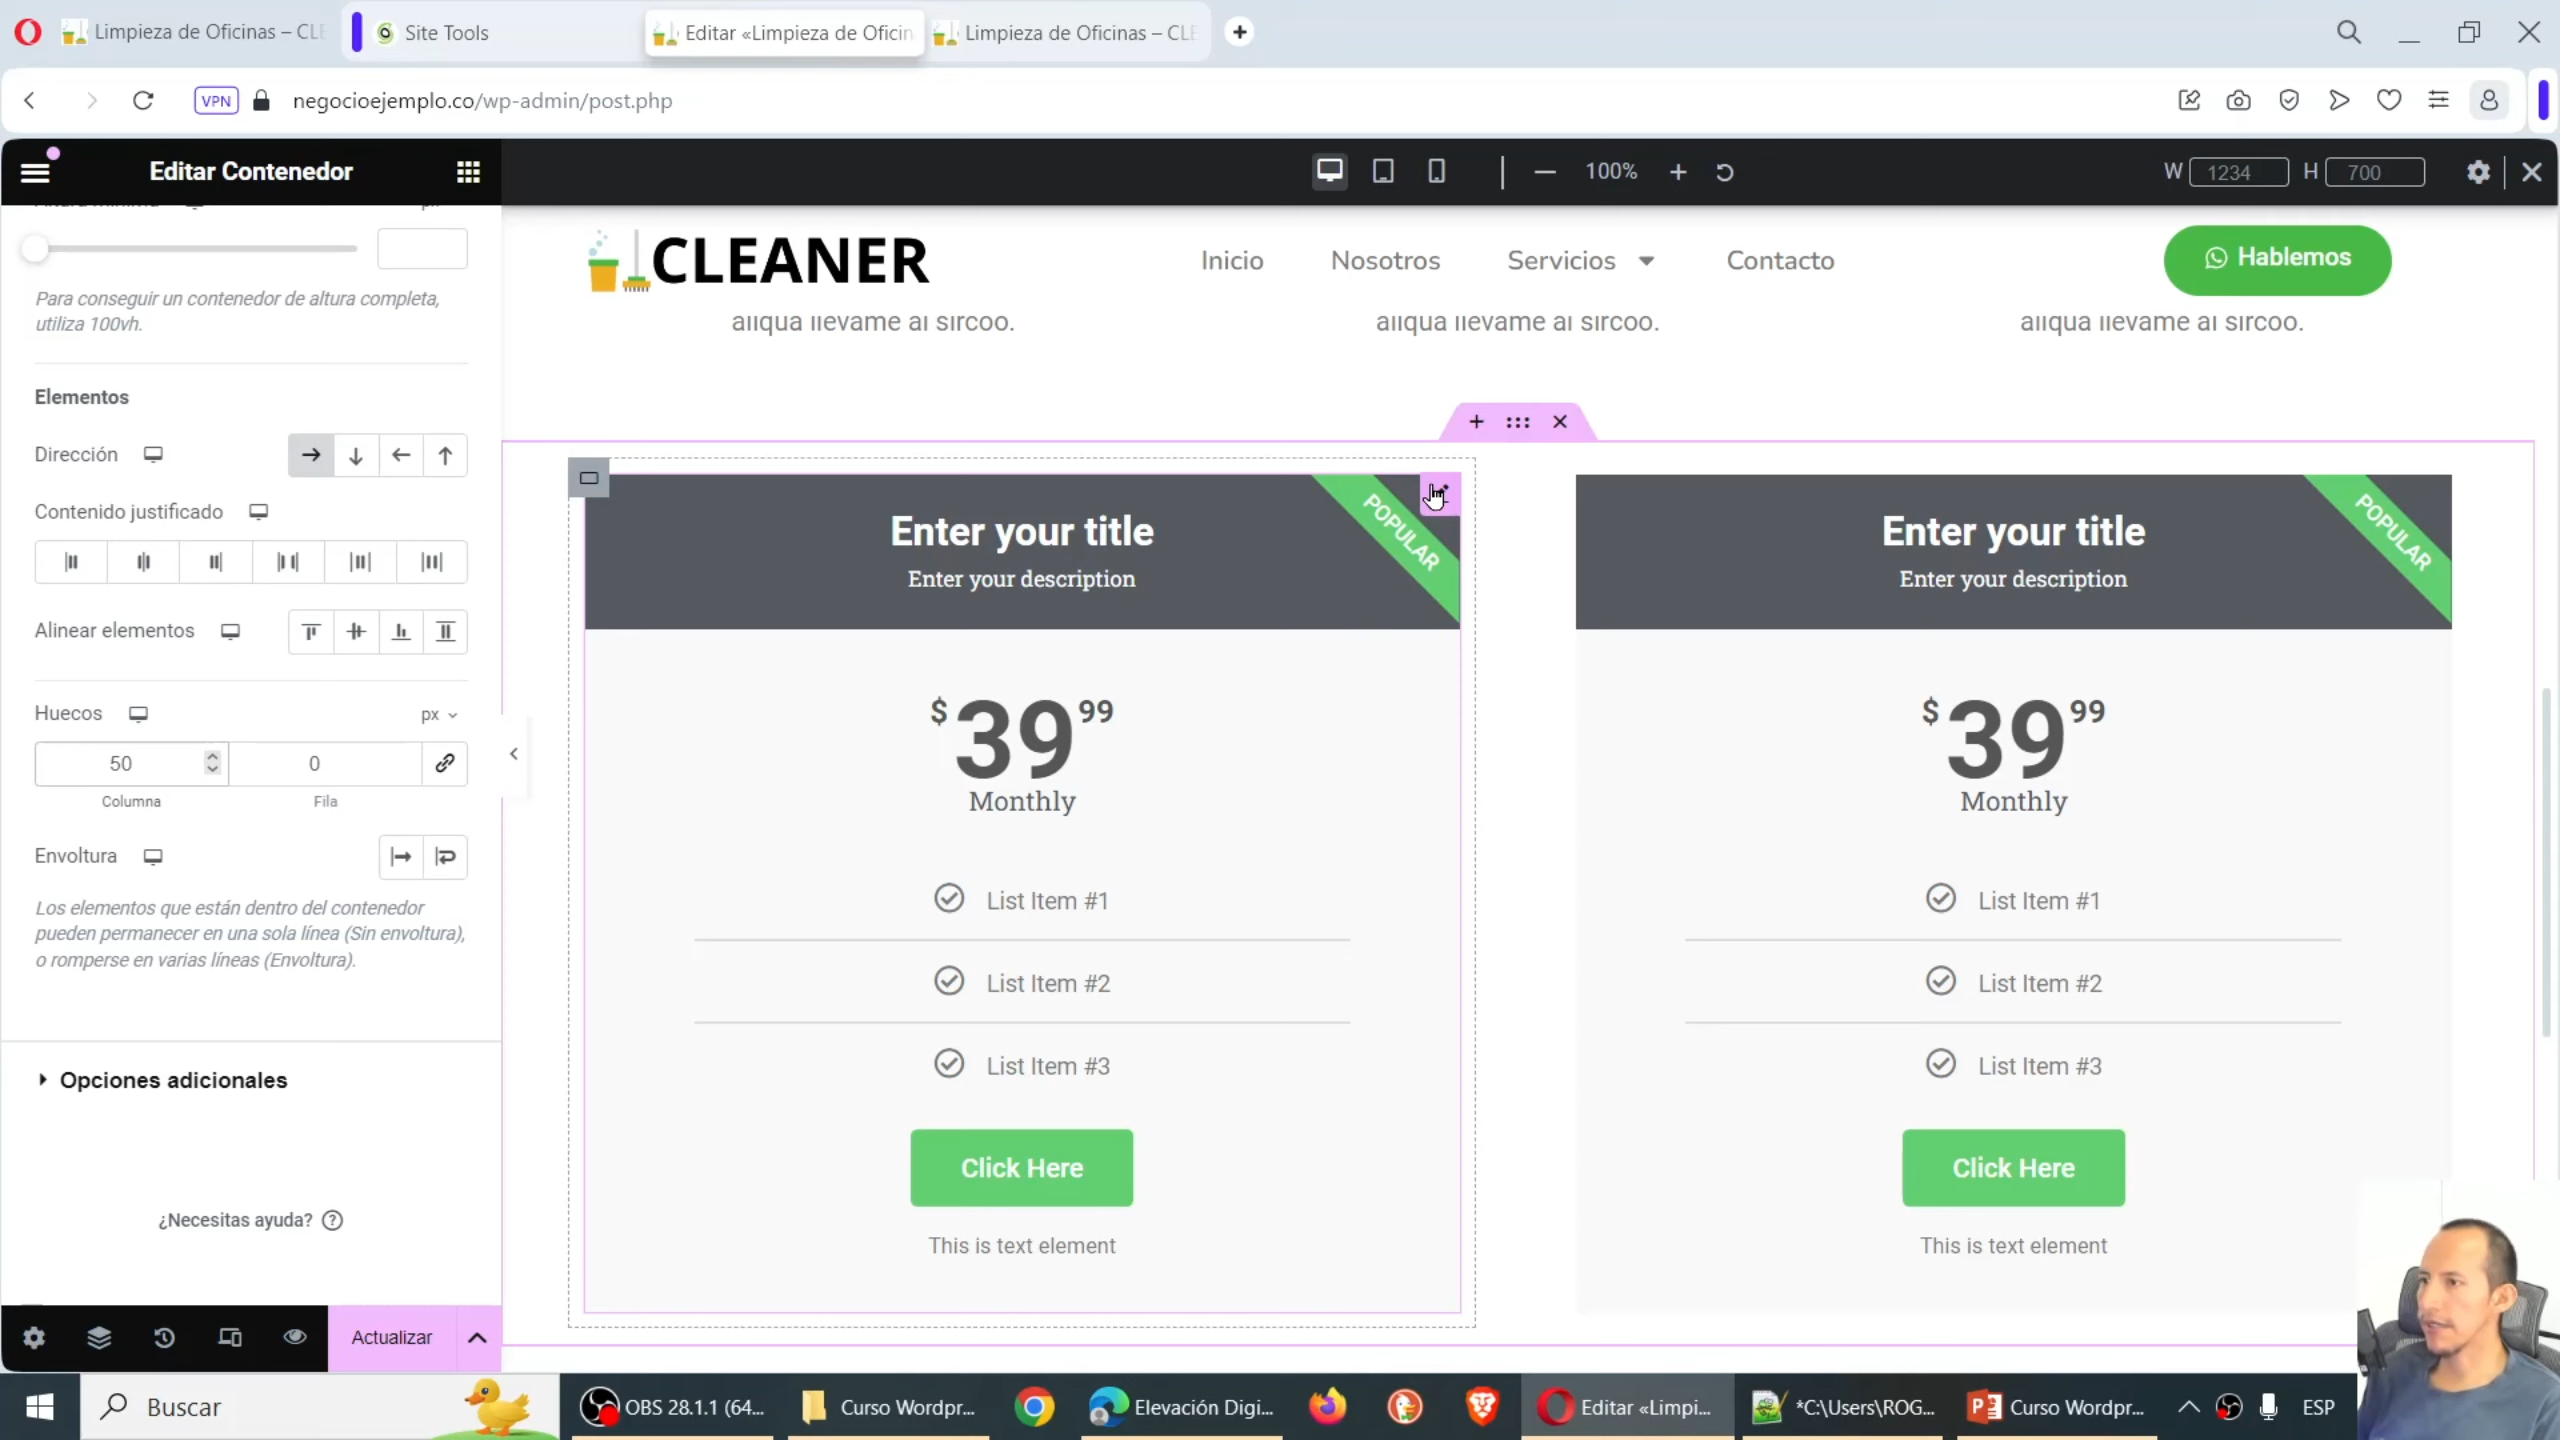 Limpieza de Oficinas – CLE
Site Tools
Editar «Limpieza de Oficin
Limpieza de Oficinas – CLE
VPN
negocioejemplo.co/wp-admin/post.php
Editar Contenedor
100%
W 1234
H 700
CLEANER
Inicio
Nosotros
Servicios
Contacto
Hablemos
px
Para conseguir un contenedor de altura completa,
utiliza 100vh.
Elementos
Dirección
Contenido justificado
Alinear elementos
Huecos
px
50
0
Columna
Fila
Envoltura
Los elementos que están dentro del contenedor
pueden permanecer en una sola línea (Sin envoltura),
o romperse en varias líneas (Envoltura).
Opciones adicionales
¿Necesitas ayuda?
Actualizar
aliqua llevame al sircoo.
aliqua llevame al sircoo.
aliqua llevame al sircoo.
POPULAR
Enter your title
Enter your description
$39 99
Monthly
List Item #1
List Item #2
List Item #3
Click Here
This is text element
POPULAR
Enter your title
Enter your description
$39 99
Monthly
List Item #1
List Item #2
List Item #3
Click Here
This is text element
Buscar
OBS 28.1.1 (64...
Curso Wordpr...
Elevación Digi...
Editar «Limpi...
*C:\Users\ROG...
Curso Wordpr...
ESP